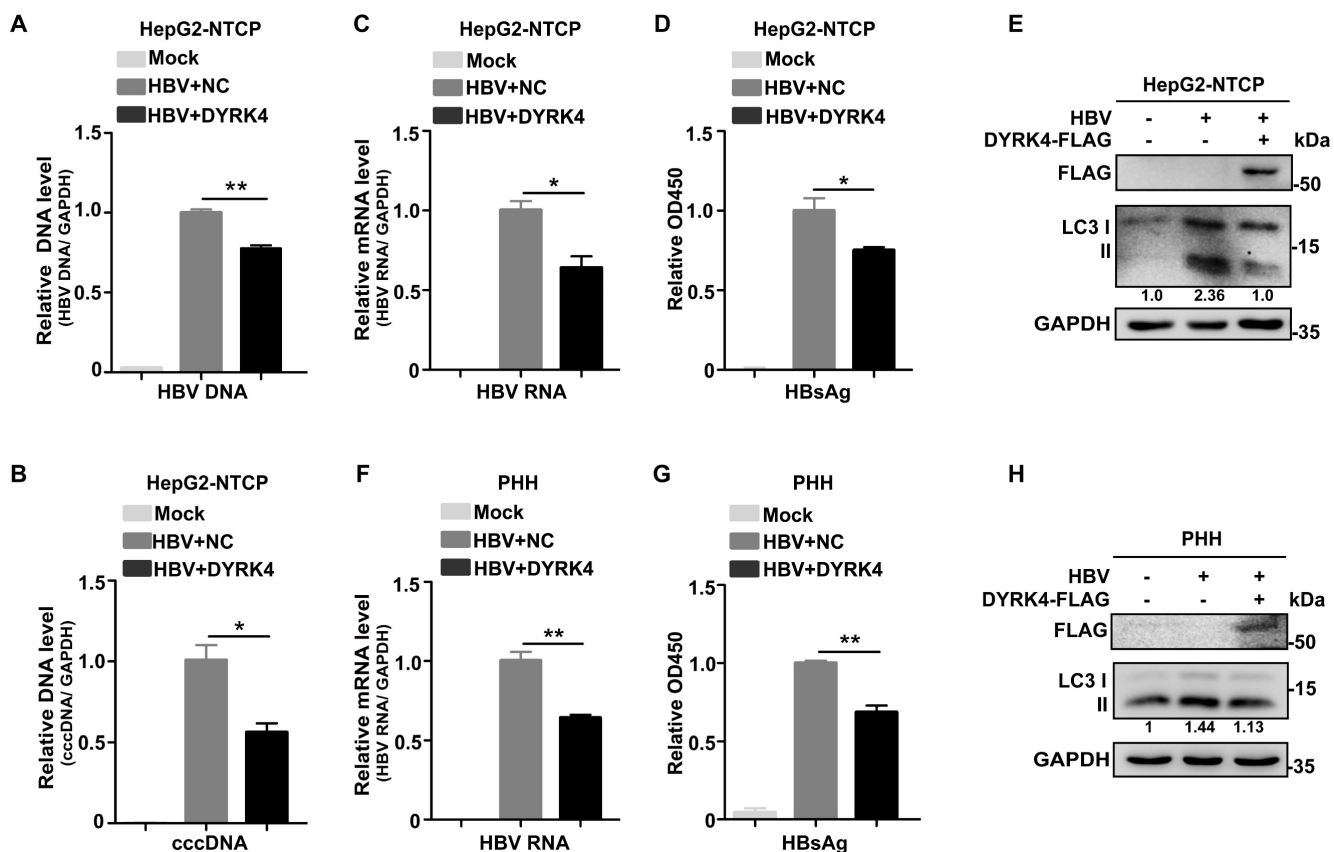 A
HepG2-NTCP
Mock
HBV+NC
HBV+DYRK4
Relative DNA level
(HBV DNA/ GAPDH)
1.5
1.0
0.5
0
**
HBV DNA
C
HepG2-NTCP
Mock
HBV+NC
HBV+DYRK4
Relative mRNA level
(HBV RNA/ GAPDH)
1.5
1.0
0.5
0
*
HBV RNA
D
HepG2-NTCP
Mock
HBV+NC
HBV+DYRK4
Relative OD450
1.5
1.0
0.5
0
*
HBsAg
E
HepG2-NTCP
HBV - + +
DYRK4-FLAG - - + kDa
FLAG -50
LC3 I -15
II
1.0 2.36 1.0
GAPDH -35
B
HepG2-NTCP
Mock
HBV+NC
HBV+DYRK4
Relative DNA level
(cccDNA/ GAPDH)
1.5
1.0
0.5
0
*
cccDNA
F
PHH
Mock
HBV+NC
HBV+DYRK4
Relative mRNA level
(HBV RNA/ GAPDH)
1.5
1.0
0.5
0
**
HBV RNA
G
PHH
Mock
HBV+NC
HBV+DYRK4
Relative OD450
1.5
1.0
0.5
0
**
HBsAg
H
PHH
HBV - + +
DYRK4-FLAG - - + kDa
FLAG -50
LC3 I -15
II
1 1.44 1.13
GAPDH -35